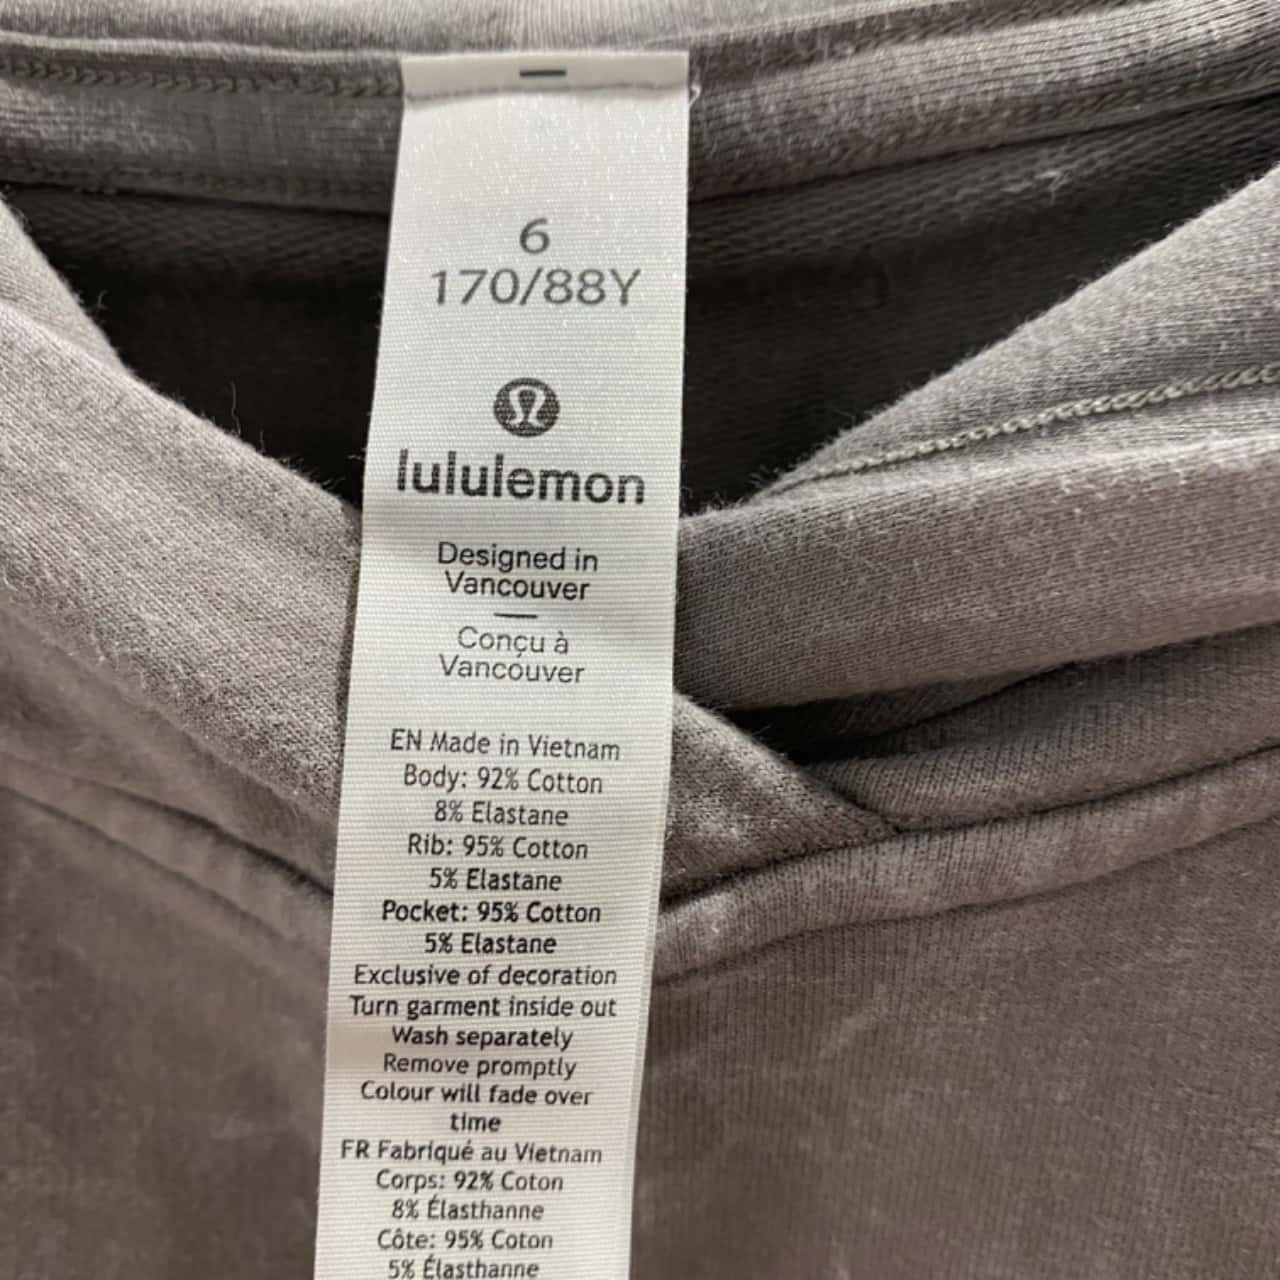 6
170/88Y
lululemon
Designed in
Vancouver
Conçu à
Vancouver
EN Made in Vietnam
Body: 92% Cotton
8% Elastane
Rib: 95% Cotton
5% Elastane
Pocket: 95% Cotton
5% Elastane
Exclusive of decoration
Turn garment inside out
Wash separately
Remove promptly
Colour will fade over
time
FR Fabriqué au Vietnam
Corps: 92% Coton
8% Élasthanne
Côte: 95% Coton
5% Élasthanne